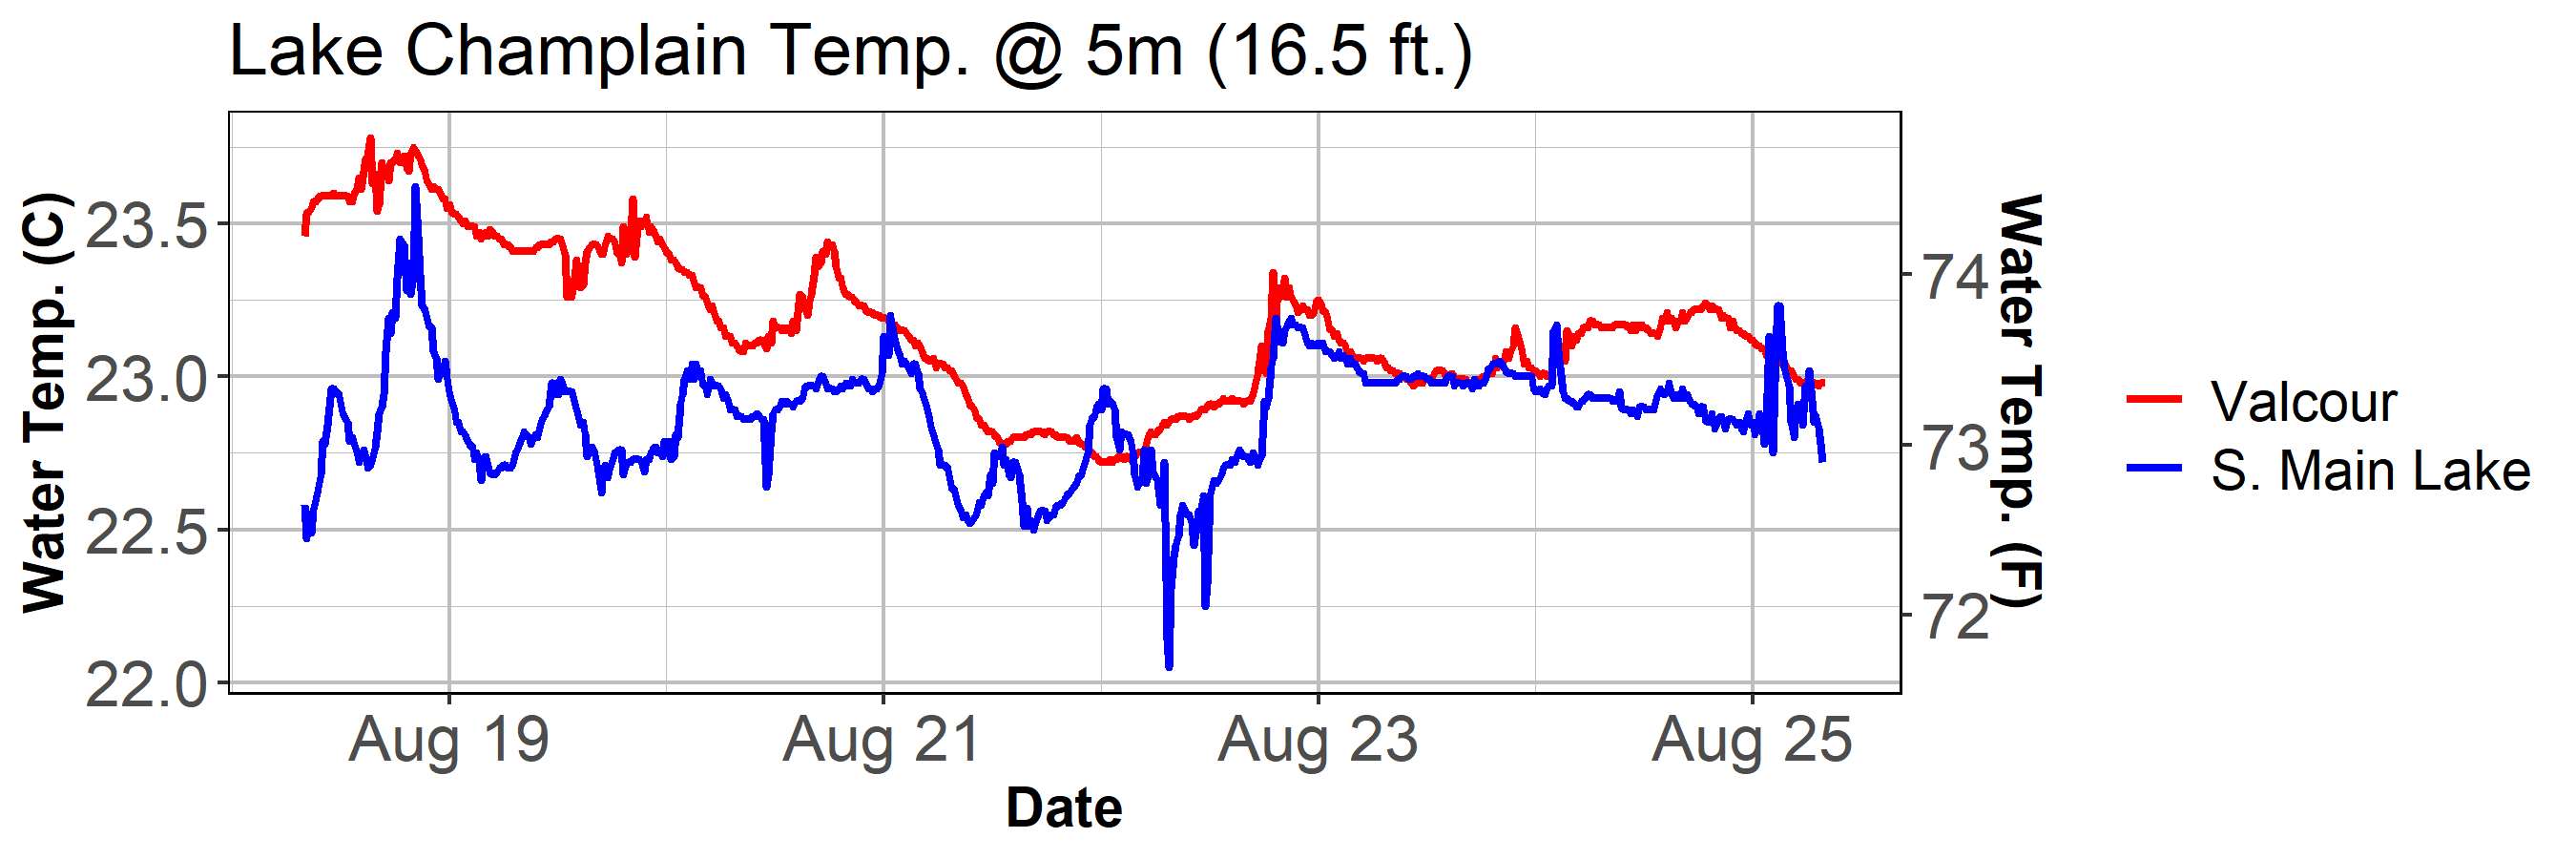 Lake Champlain Temp. @ 5m (16.5 ft.)
Water Temp. (C)
23.5
23.0
22.5
22.0
74
73
72
Water Temp. (F)
Aug 19
Aug 21
Aug 23
Aug 25
Date
Valcour
S. Main Lake